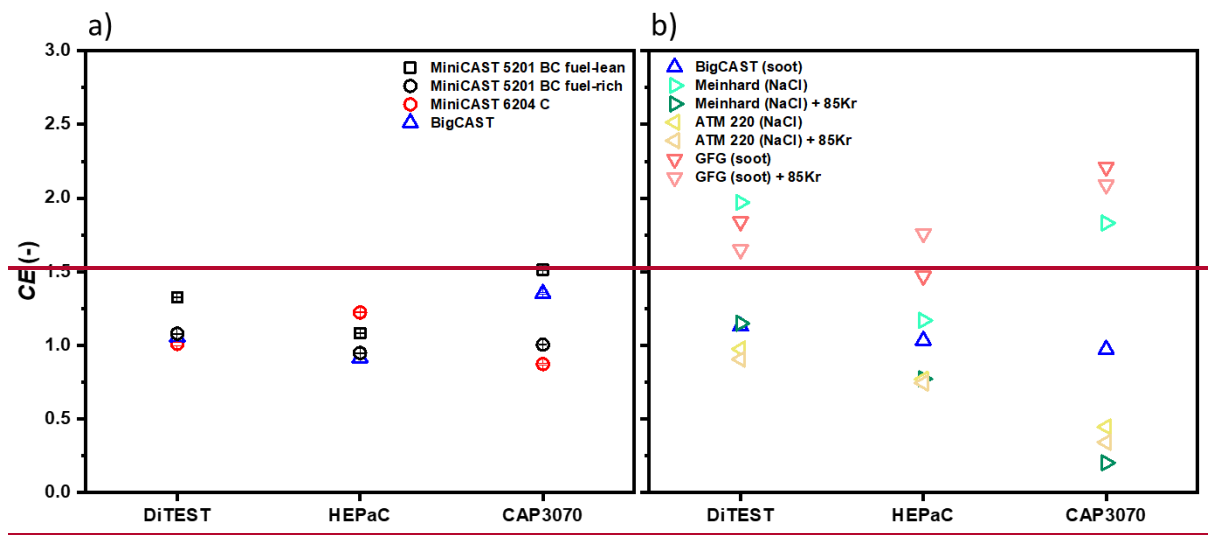 a)
b)
3.0
2.5
2.0
1.5
1.0
0.5
0.0
CE (-)
MiniCAST 5201 BC fuel-lean
MiniCAST 5201 BC fuel-rich
MiniCAST 6204 C
BigCAST
DiTEST
HEPaC
CAP3070
BigCAST (soot)
Meinhard (NaCl)
Meinhard (NaCl) + 85Kr
ATM 220 (NaCl)
ATM 220 (NaCl) + 85Kr
GFG (soot)
GFG (soot) + 85Kr
DiTEST
HEPaC
CAP3070